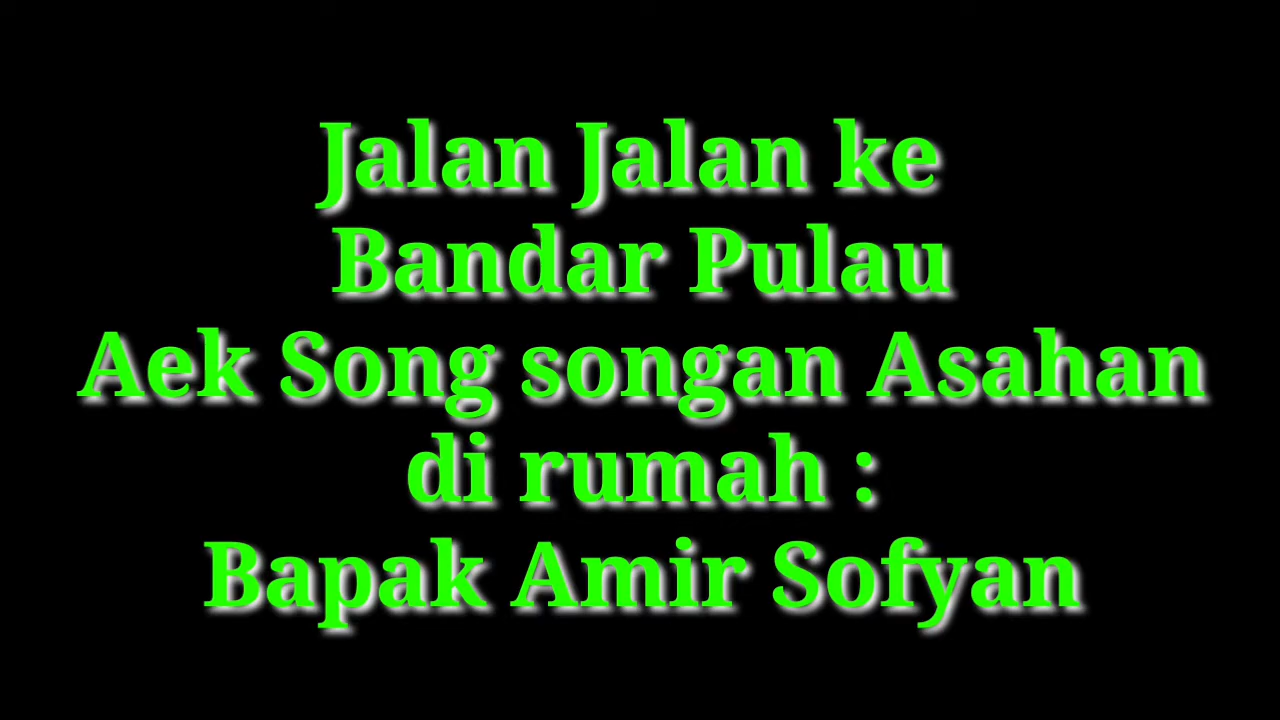 Jalan Jalan ke
Bandar Pulau
Aek Song songan Asahan
di rumah :
Bapak Amir Sofyan